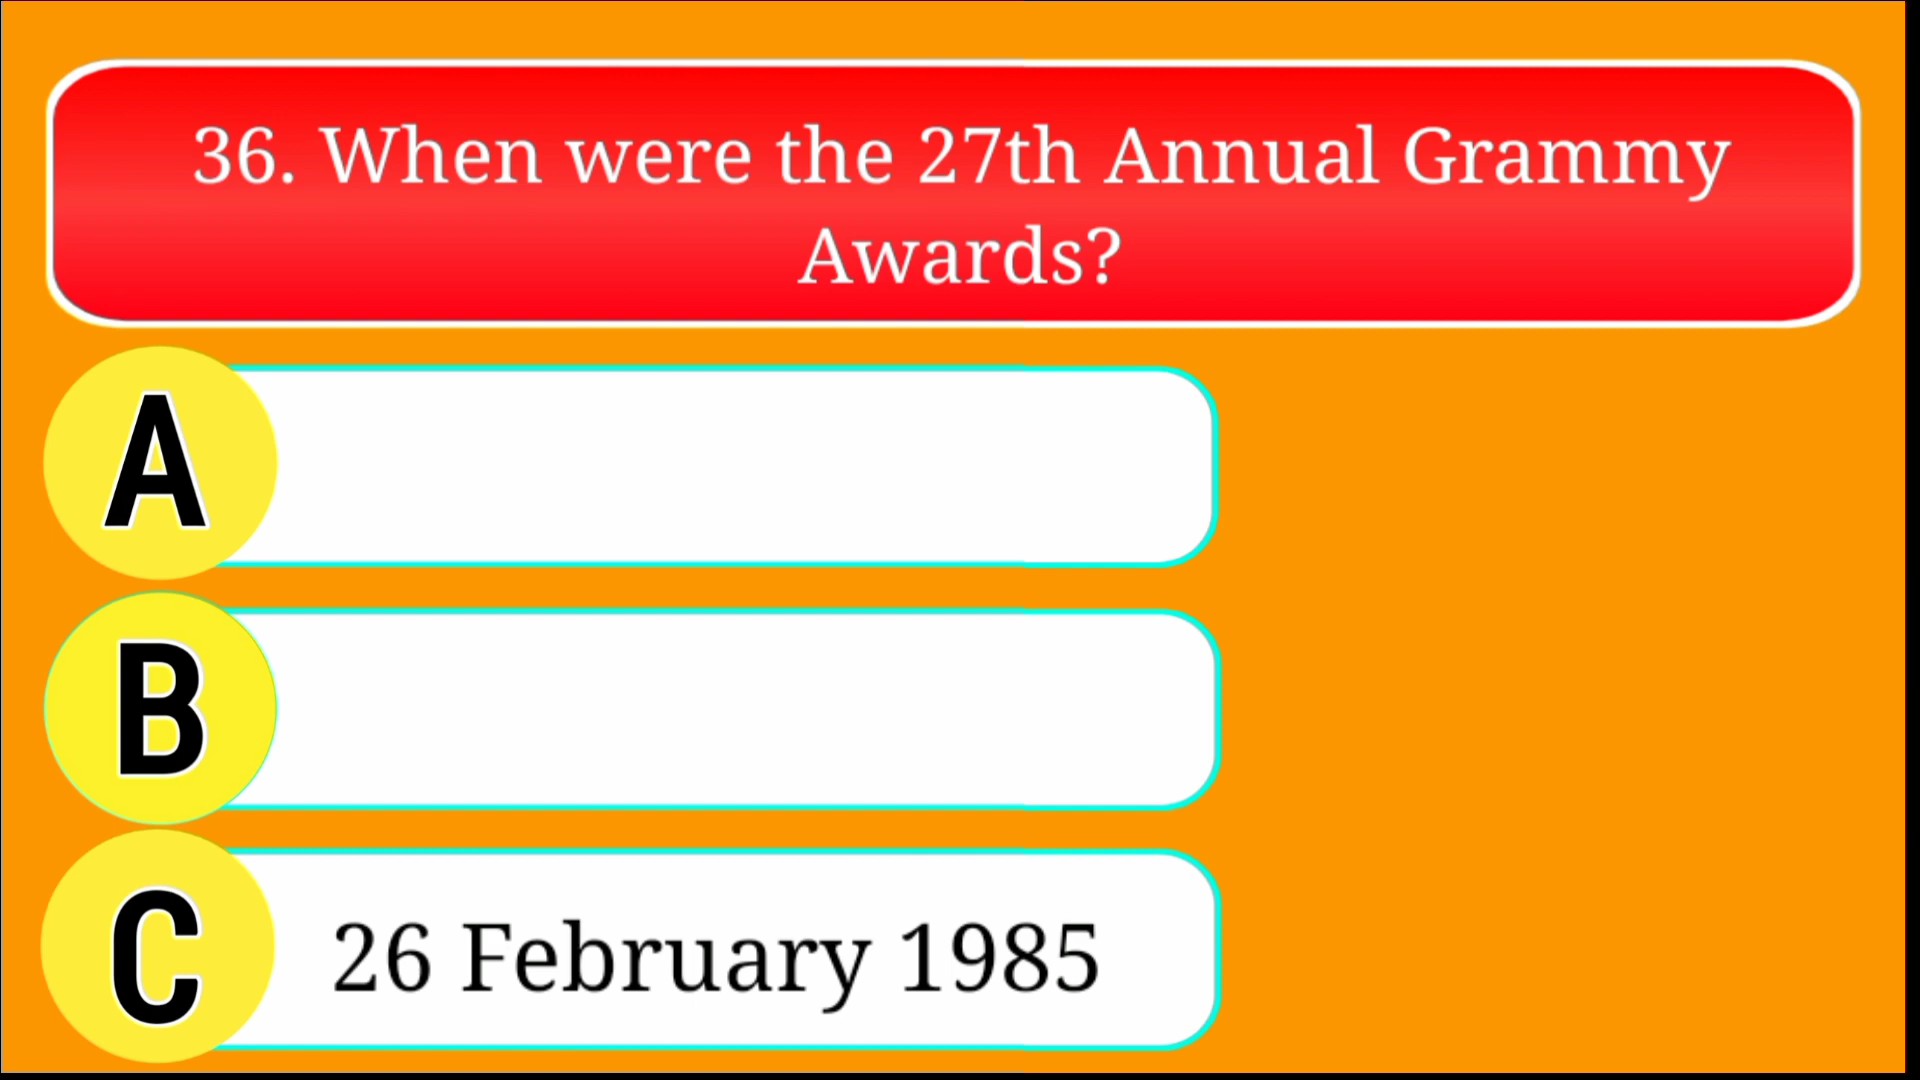 36. When were the 27th Annual Grammy
Awards?
A
B
C
26 February 1985